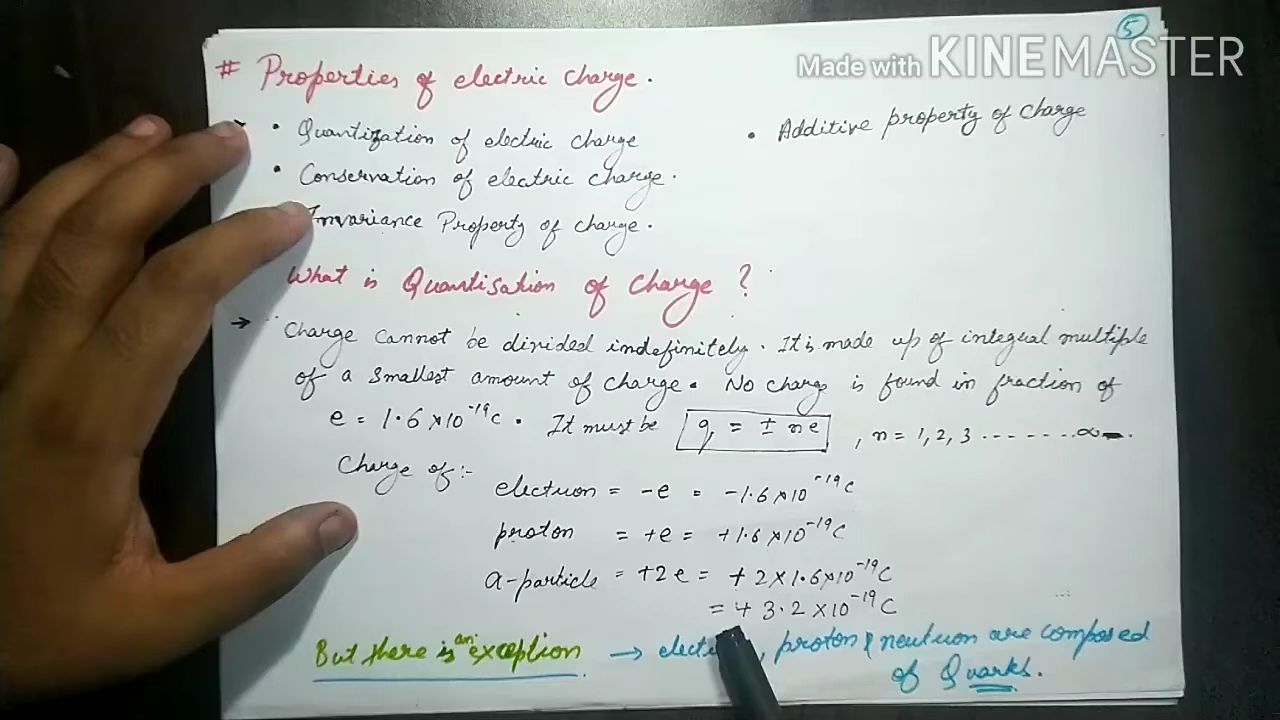 5
Made with KINEMASTER
# Properties of electric charge.
• Quantization of electric charge
• Additive property of charge
• Conservation of electric charge.
Invariance Property of charge.
What is Quantisation of charge ?
→ Charge cannot be divided indefinitely. It is made up of integral multiple
of a smallest amount of charge. No charge is found in fraction of
e = 1.6 × 10⁻¹⁹ C. It must be q = ± ne , n = 1, 2, 3 ------- ∞.
Charge of :-
electron = -e = -1.6 × 10⁻¹⁹ C
proton = +e = +1.6 × 10⁻¹⁹ C
α-particle = +2e = + 2 × 1.6 × 10⁻¹⁹ C
= + 3.2 × 10⁻¹⁹ C
But there is an exception → proton & neutron are composed
of Quarks.